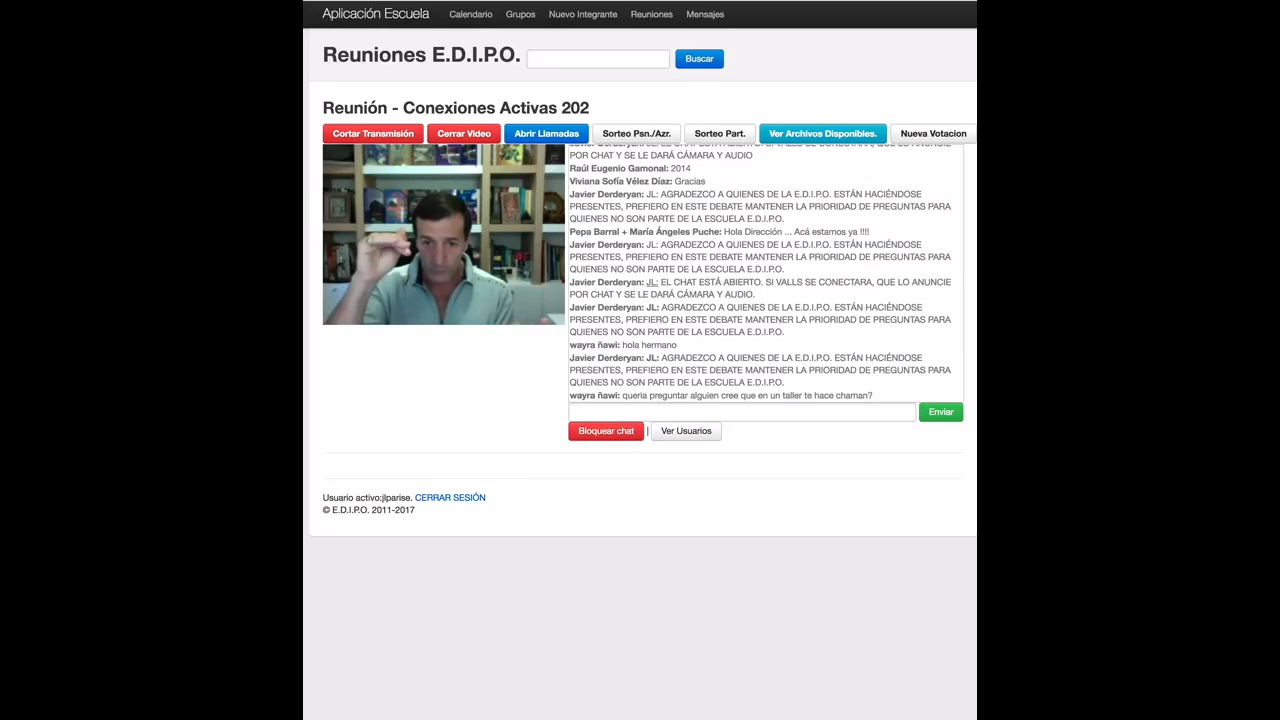 Aplicación Escuela Calendario Grupos Nuevo Integrante Reuniones Mensajes
Reuniones E.D.I.P.O. Buscar
Reunión - Conexiones Activas 202
Cortar Transmisión Cerrar Video Abrir Llamadas Sorteo Psn./Azr. Sorteo Part. Ver Archivos Disponibles. Nueva Votacion
POR CHAT Y SE LE DARÁ CÁMARA Y AUDIO
Raúl Eugenio Gamonal: 2014
Viviana Sofía Vélez Díaz: Gracias
Javier Derderyan: JL: AGRADEZCO A QUIENES DE LA E.D.I.P.O. ESTÁN HACIÉNDOSE
PRESENTES, PREFIERO EN ESTE DEBATE MANTENER LA PRIORIDAD DE PREGUNTAS PARA
QUIENES NO SON PARTE DE LA ESCUELA E.D.I.P.O.
Pepa Barral + María Ángeles Puche: Hola Dirección ... Acá estamos ya !!!!
Javier Derderyan: JL: AGRADEZCO A QUIENES DE LA E.D.I.P.O. ESTÁN HACIÉNDOSE
PRESENTES, PREFIERO EN ESTE DEBATE MANTENER LA PRIORIDAD DE PREGUNTAS PARA
QUIENES NO SON PARTE DE LA ESCUELA E.D.I.P.O.
Javier Derderyan: JL: EL CHAT ESTÁ ABIERTO. SI VALLS SE CONECTARA, QUE LO ANUNCIE
POR CHAT Y SE LE DARÁ CÁMARA Y AUDIO.
Javier Derderyan: JL: AGRADEZCO A QUIENES DE LA E.D.I.P.O. ESTÁN HACIÉNDOSE
PRESENTES, PREFIERO EN ESTE DEBATE MANTENER LA PRIORIDAD DE PREGUNTAS PARA
QUIENES NO SON PARTE DE LA ESCUELA E.D.I.P.O.
wayra ñawi: hola hermano
Javier Derderyan: JL: AGRADEZCO A QUIENES DE LA E.D.I.P.O. ESTÁN HACIÉNDOSE
PRESENTES, PREFIERO EN ESTE DEBATE MANTENER LA PRIORIDAD DE PREGUNTAS PARA
QUIENES NO SON PARTE DE LA ESCUELA E.D.I.P.O.
wayra ñawi: queria preguntar alguien cree que en un taller te hace chaman?
Enviar
Bloquear chat | Ver Usuarios
Usuario activo:jlparise. CERRAR SESIÓN
© E.D.I.P.O. 2011-2017